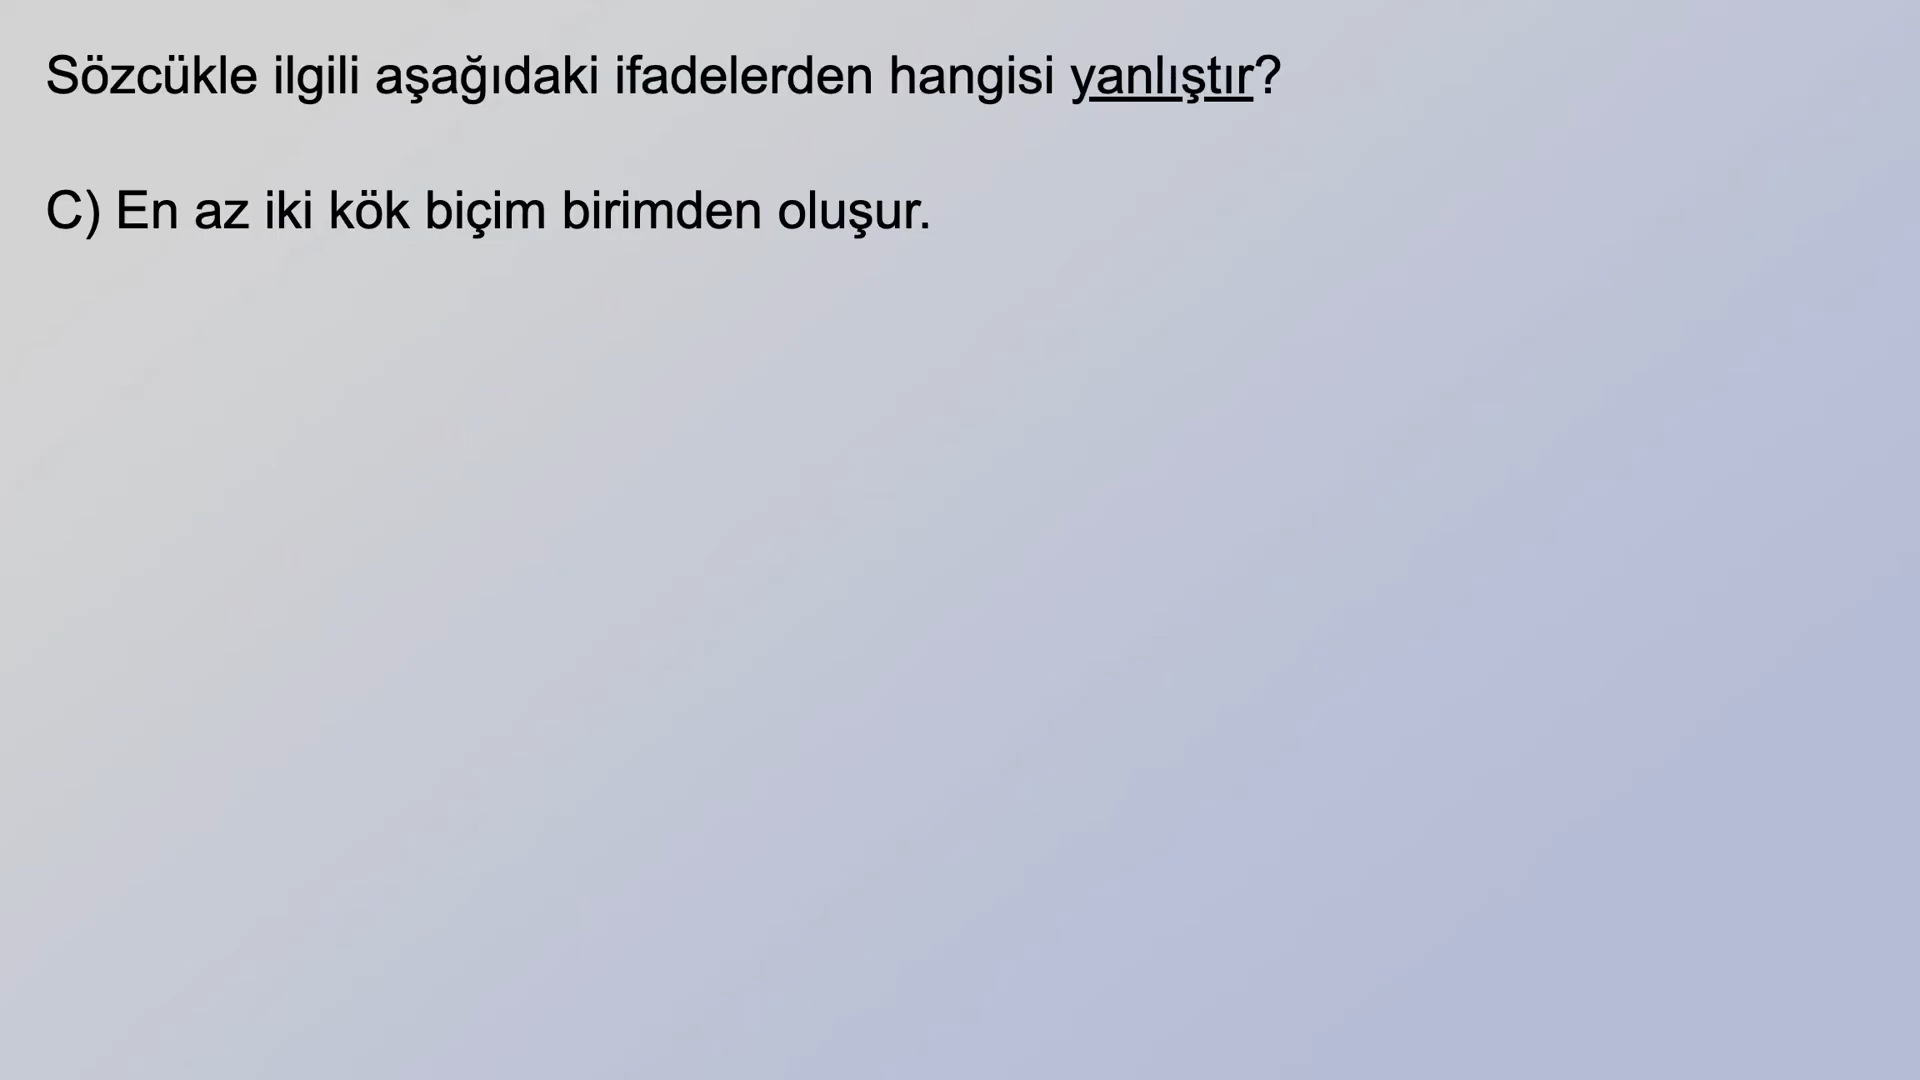 Sözcükle ilgili aşağıdaki ifadelerden hangisi yanlıştır?
C) En az iki kök biçim birimden oluşur.